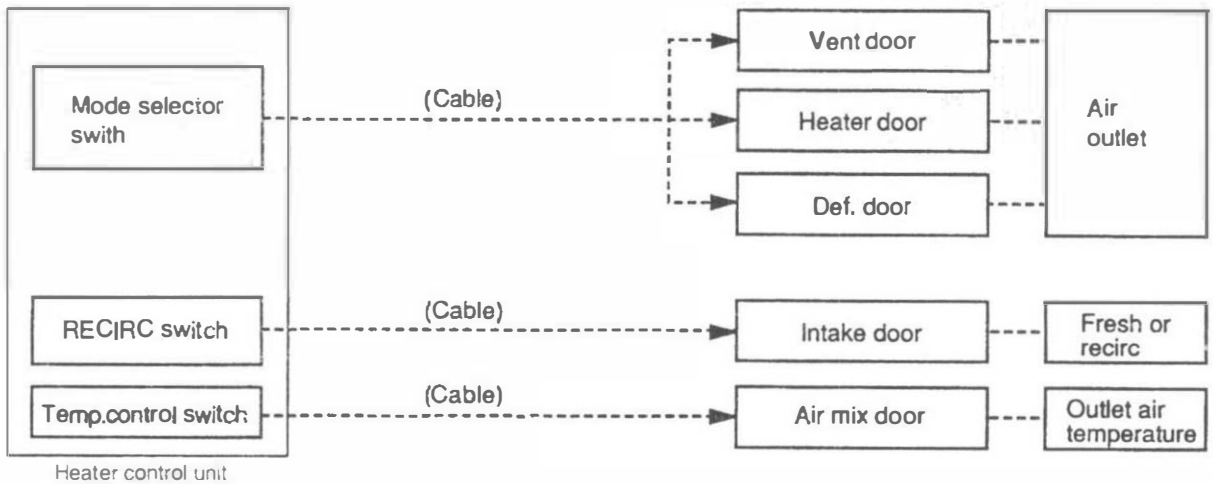 Mode selector
swith
(Cable)
Vent door
Heater door
Def. door
Air
outlet
RECIRC switch
(Cable)
Intake door
Fresh or
recirc
Temp.control switch
(Cable)
Air mix door
Outlet air
temperature
Heater control unit